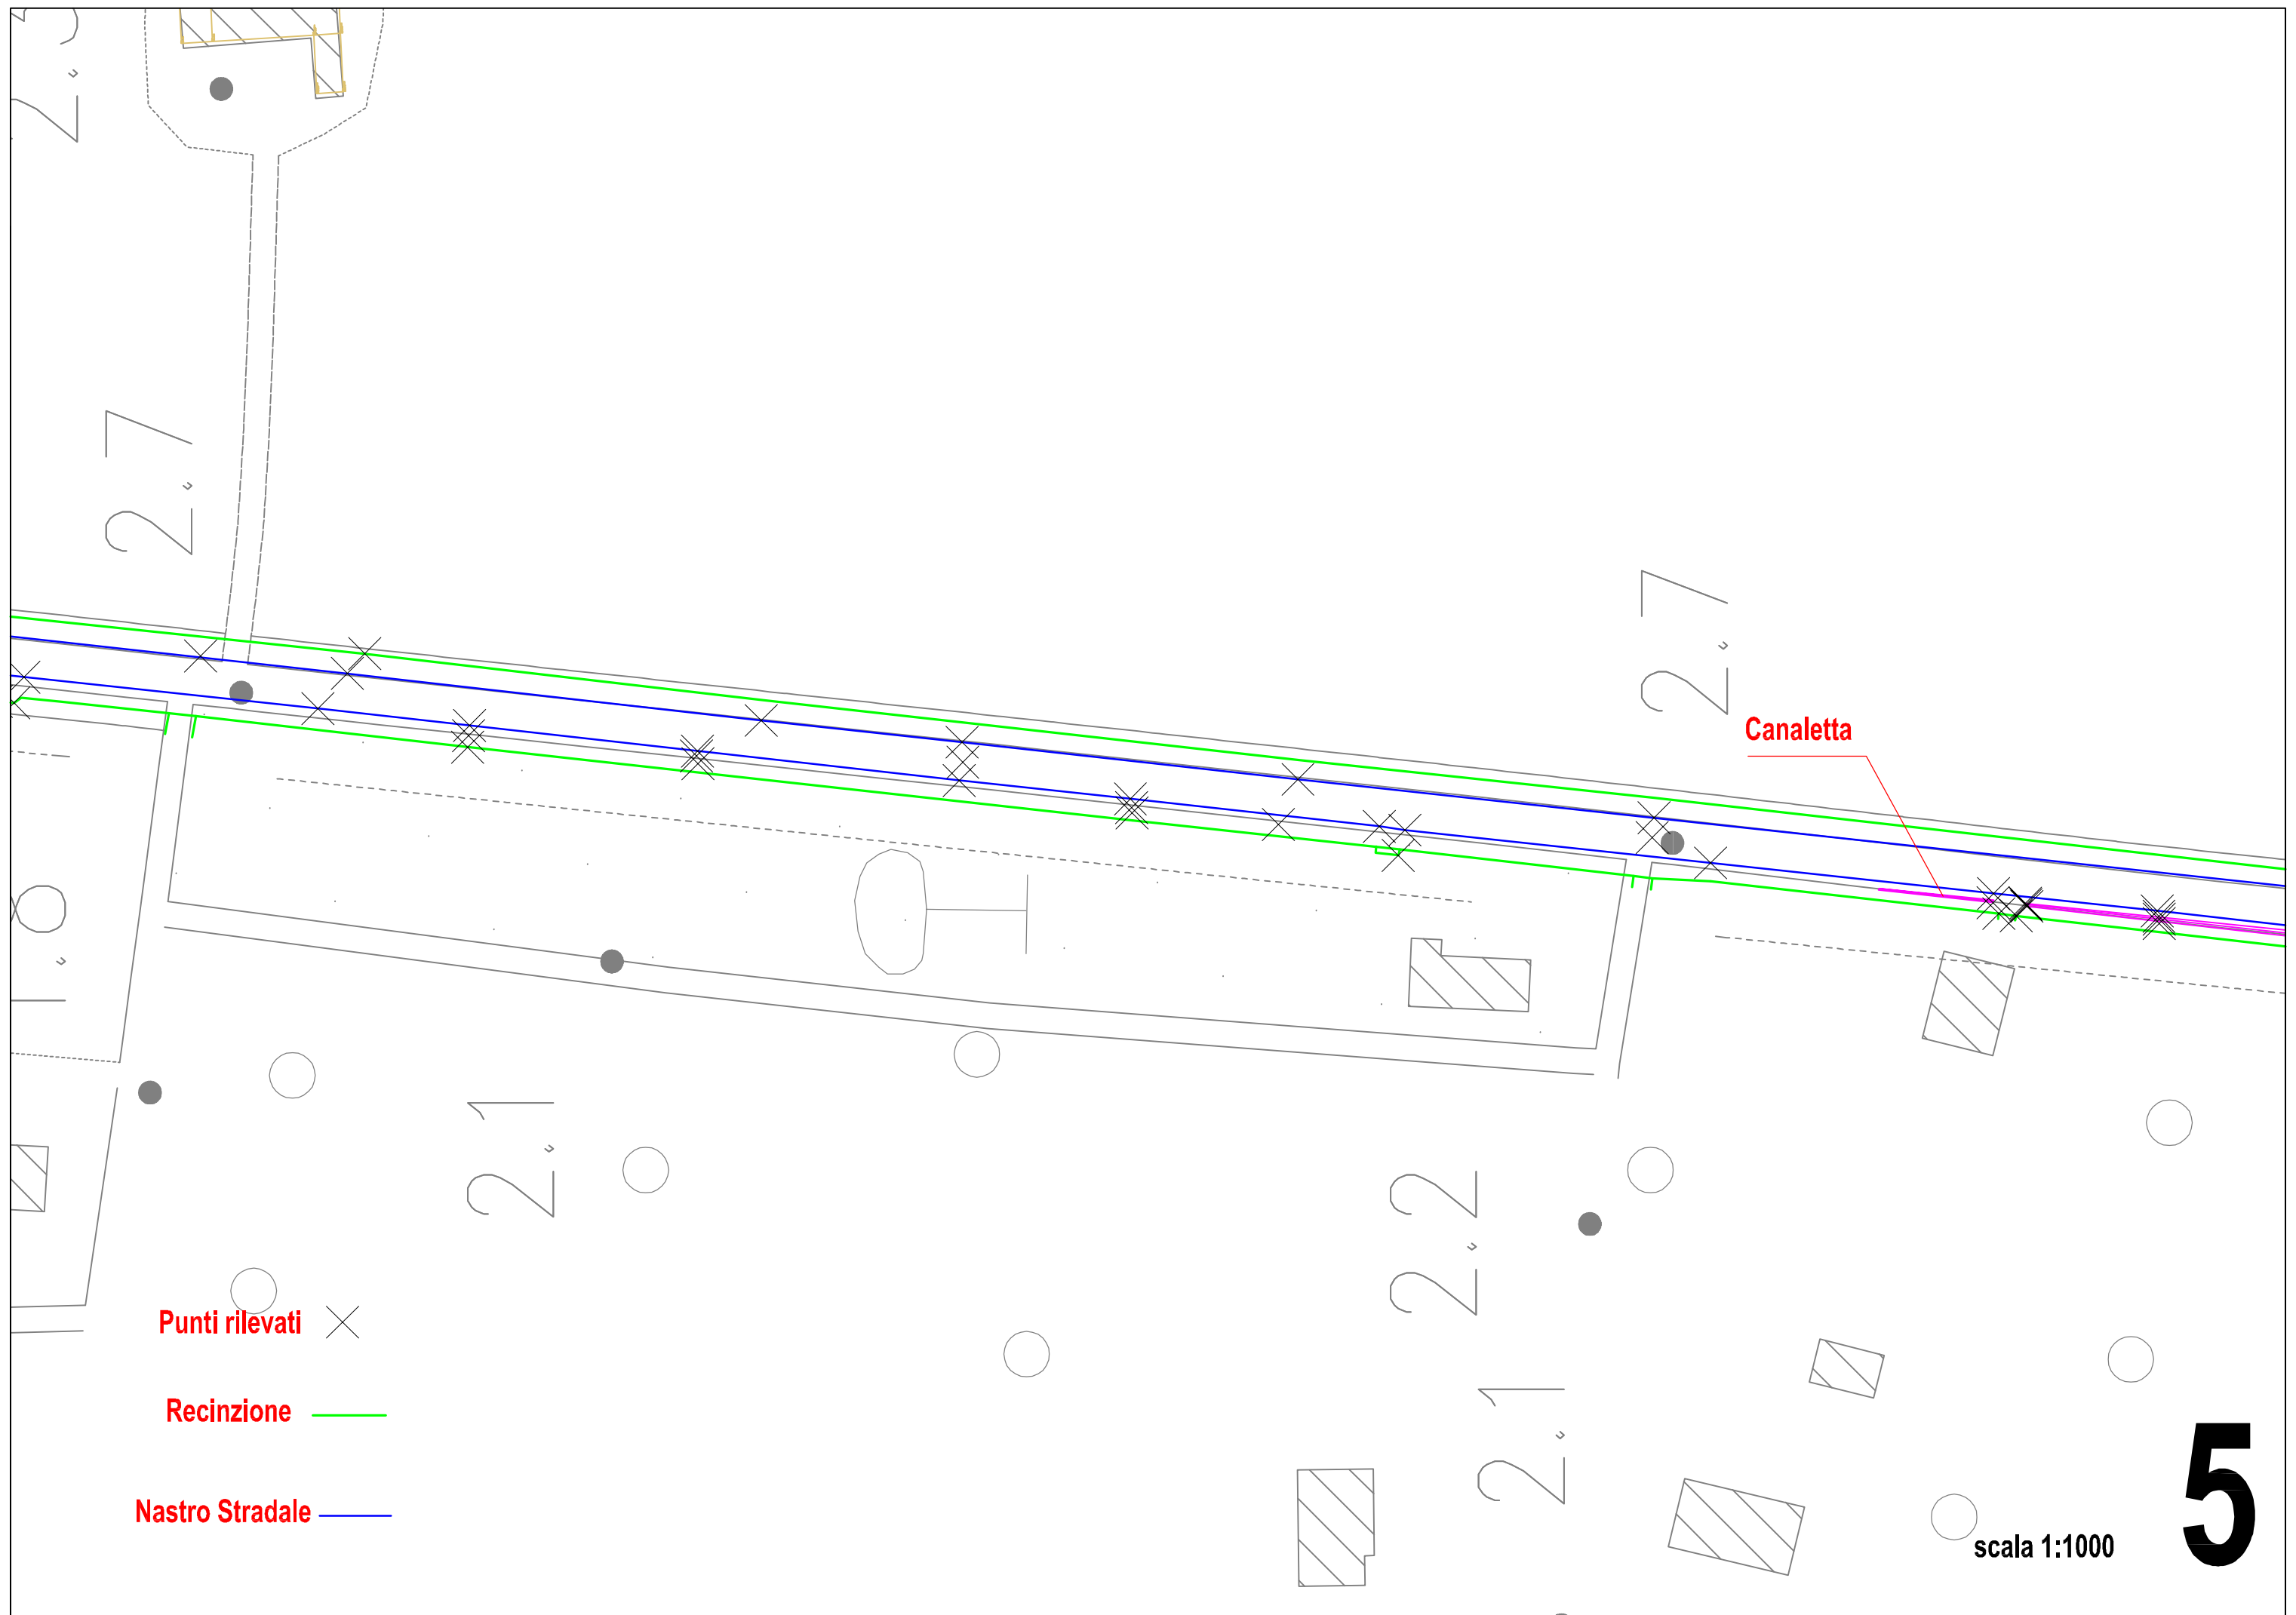 2.7
2.7
Canaletta
2.1
2.2
Punti rilevati
Recinzione
2.1
Nastro Stradale
scala 1:1000
5